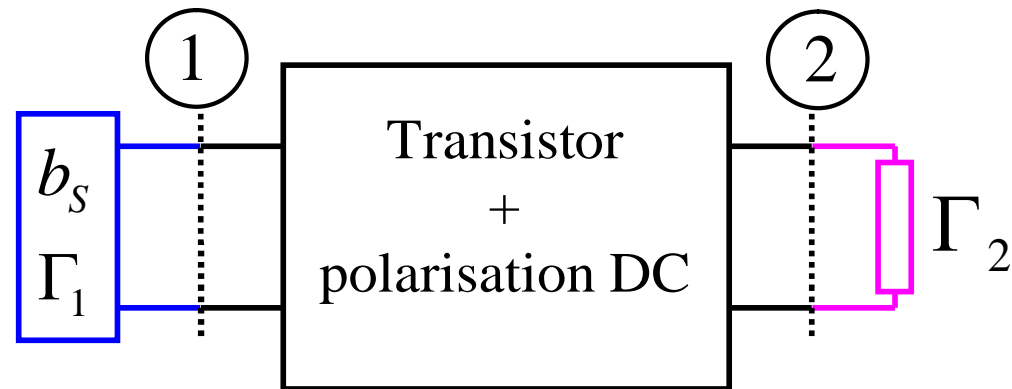 1
2
b_S
Γ_1
Transistor
+
polarisation DC
Γ_2